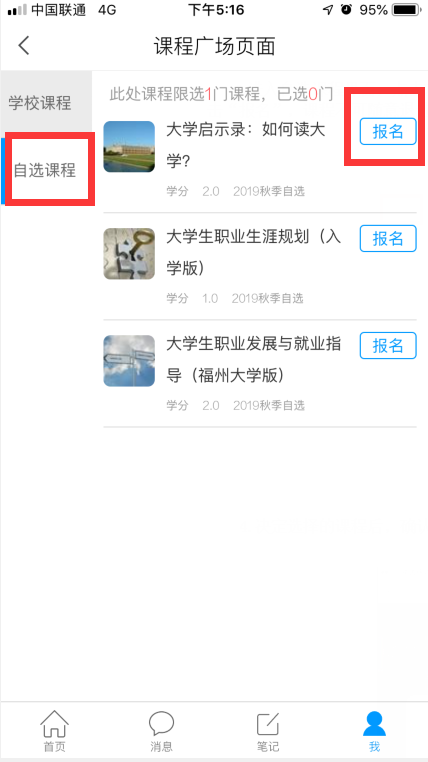 中国联通 4G 下午5:16 95%
课程广场页面
学校课程
自选课程
此处课程限选1门课程，已选0门
大学启示录：如何读大
学?
报名
学分 2.0 2019秋季自选
大学生职业生涯规划（入
学版）
报名
学分 1.0 2019秋季自选
大学生职业发展与就业指
导（福州大学版）
报名
学分 2.0 2019秋季自选
首页 消息 笔记 我